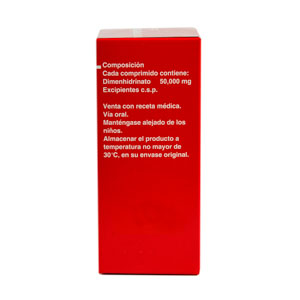 Composición
Cada comprimido contiene:
Dimenhidrinato 50,000 mg
Excipientes c.s.p.
Venta con receta médica.
Vía oral.
Manténgase alejado de los
niños.
Almacenar el producto a
temperatura no mayor de
30°C, en su envase original.